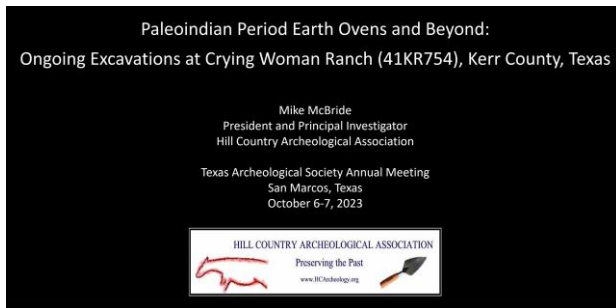 Paleoindian Period Earth Ovens and Beyond:
Ongoing Excavations at Crying Woman Ranch (41KR754), Kerr County, Texas
Mike McBride
President and Principal Investigator
Hill Country Archeological Association
Texas Archeological Society Annual Meeting
San Marcos, Texas
October 6-7, 2023
HILL COUNTRY ARCHEOLOGICAL ASSOCIATION
Preserving the Past
www.HCArcheology.org